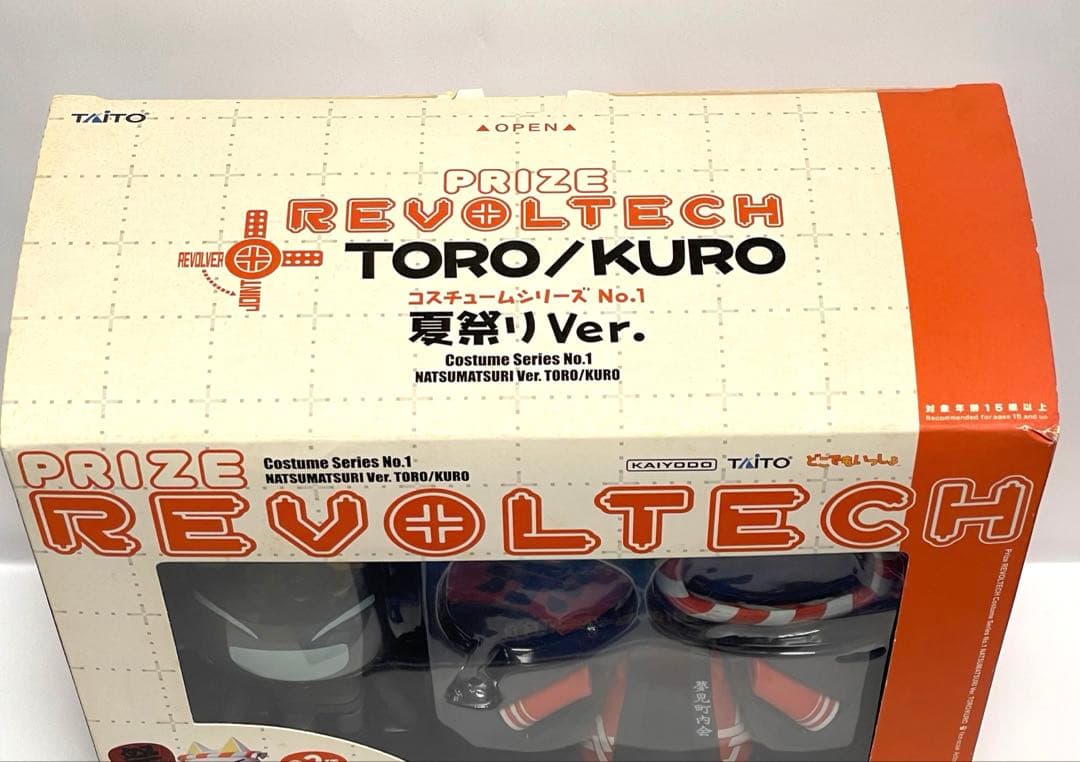 TAITO
▲OPEN▲
PRIZE
REVOLTECH
REVOLVER
JOINT
TORO/KURO
コスチュームシリーズ No.1
夏祭りVer.
Costume Series No.1
NATSUMATSURI Ver. TORO/KURO
対象年齢15歳以上
Recommended for ages 15 and up
PRIZE
Costume Series No.1
NATSUMATSURI Ver. TORO/KURO
KAIYODO
TAITO
どこでもいっしょ
REVOLTECH
夢見町内会